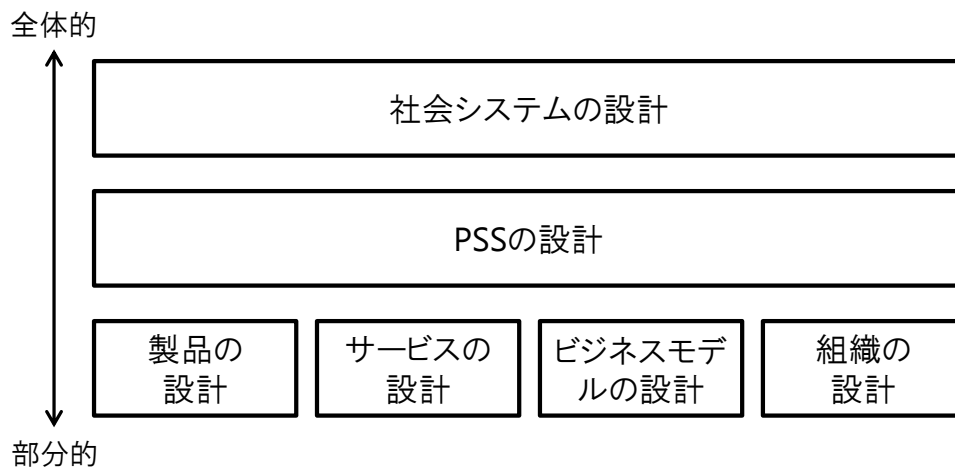 全体的
社会システムの設計
PSSの設計
製品の
設計
サービスの
設計
ビジネスモデ
ルの設計
組織の
設計
部分的